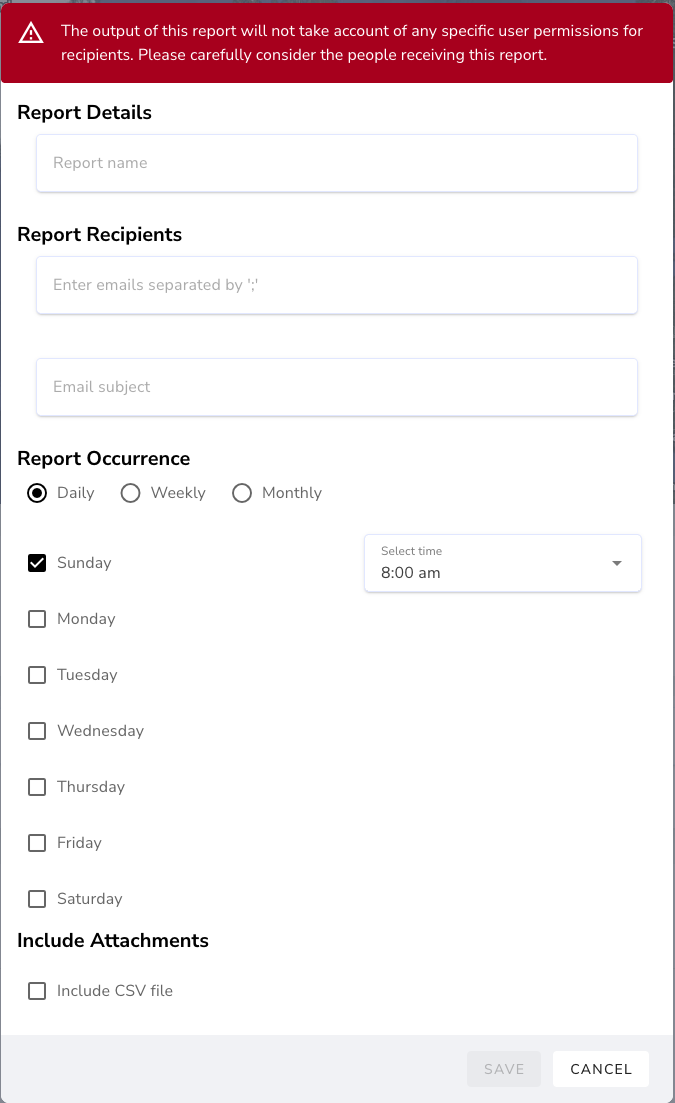 The output of this report will not take account of any specific user permissions for
recipients. Please carefully consider the people receiving this report.
Report Details
Report name
Report Recipients
Enter emails separated by ';'
Email subject
Report Occurrence
Daily Weekly Monthly
Sunday
Select time
8:00 am
Monday
Tuesday
Wednesday
Thursday
Friday
Saturday
Include Attachments
Include CSV file
SAVE CANCEL